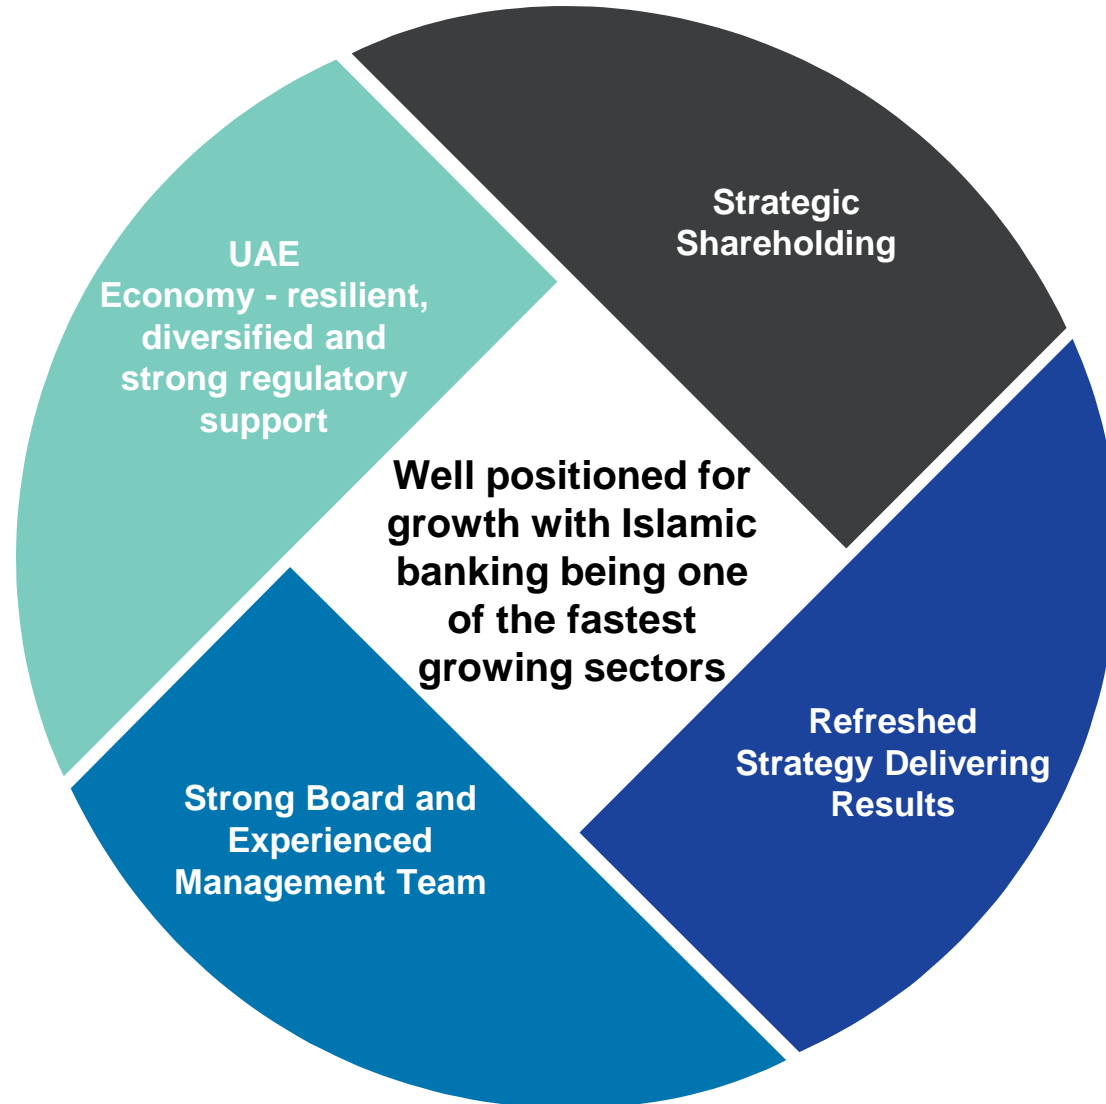 Strategic
Shareholding
UAE
Economy - resilient,
diversified and
strong regulatory
support
Well positioned for
growth with Islamic
banking being one
of the fastest
growing sectors
Refreshed
Strategy Delivering
Results
Strong Board and
Experienced
Management Team